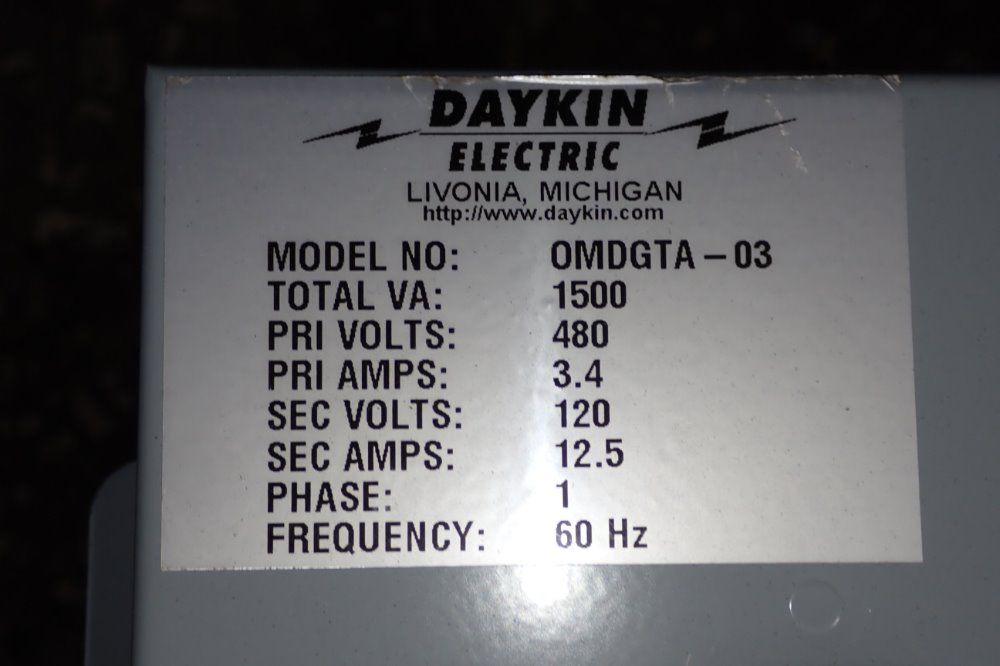 DAYKIN
ELECTRIC
LIVONIA, MICHIGAN
http://www.daykin.com
MODEL NO: OMDGTA – 03
TOTAL VA: 1500
PRI VOLTS: 480
PRI AMPS: 3.4
SEC VOLTS: 120
SEC AMPS: 12.5
PHASE: 1
FREQUENCY: 60 Hz